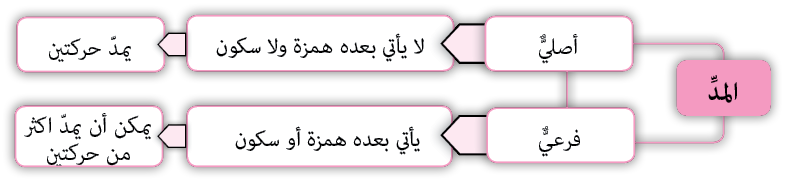 المدِّ
أصليٌّ
لا يأتي بعده همزة ولا سكون
يمدّ حركتين
فرعيٌّ
يأتي بعده همزة أو سكون
يمكن أن يمدّ اكثر
من حركتين